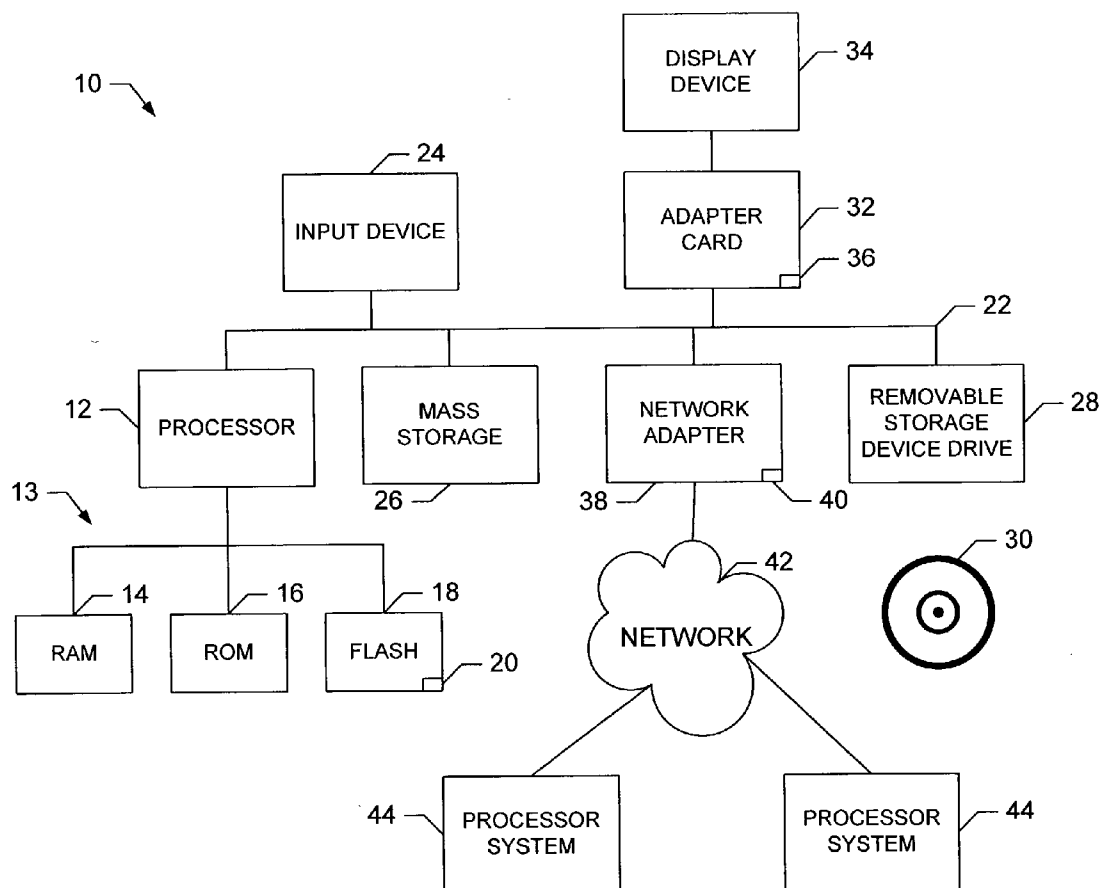 10
DISPLAY
DEVICE
34
24
INPUT DEVICE
ADAPTER
CARD
32
36
22
12
PROCESSOR
MASS
STORAGE
26
NETWORK
ADAPTER
38
40
REMOVABLE
STORAGE
DEVICE DRIVE
28
13
14
RAM
16
ROM
18
FLASH
20
42
NETWORK
30
44
PROCESSOR
SYSTEM
PROCESSOR
SYSTEM
44